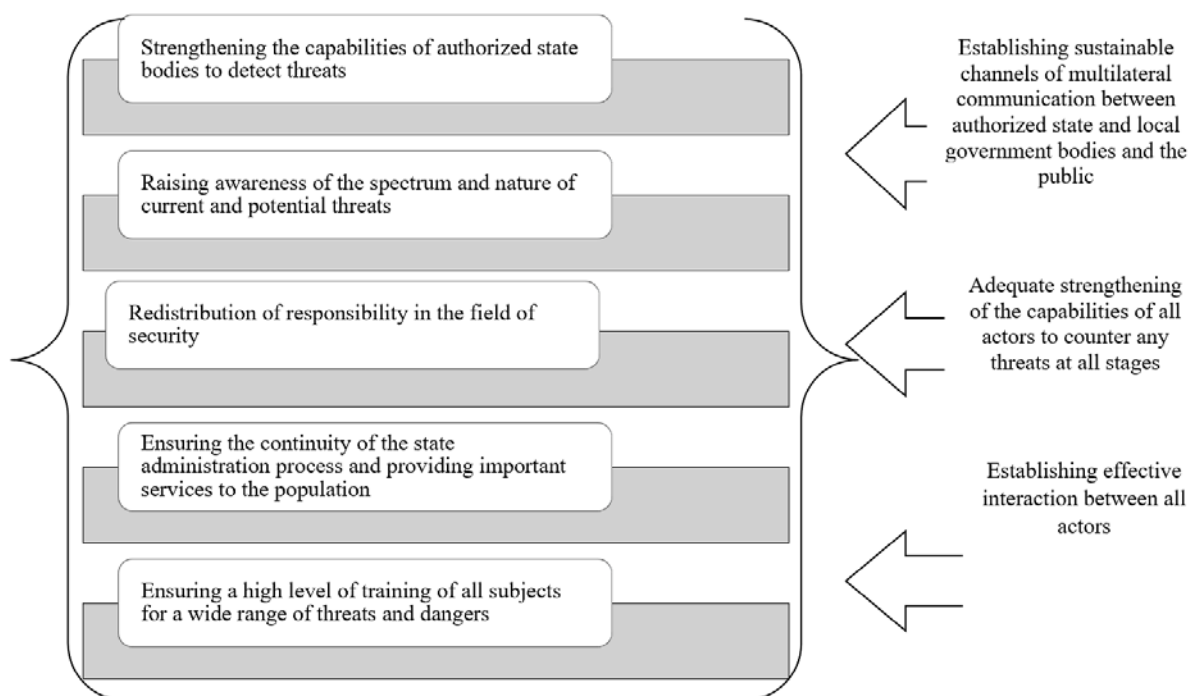 Strengthening the capabilities of authorized state
bodies to detect threats
Raising awareness of the spectrum and nature of
current and potential threats
Redistribution of responsibility in the field of
security
Ensuring the continuity of the state
administration process and providing important
services to the population
Ensuring a high level of training of all subjects
for a wide range of threats and dangers
Establishing sustainable
channels of multilateral
communication between
authorized state and local
government bodies and the
public
Adequate strengthening
of the capabilities of all
actors to counter any
threats at all stages
Establishing effective
interaction between all
actors